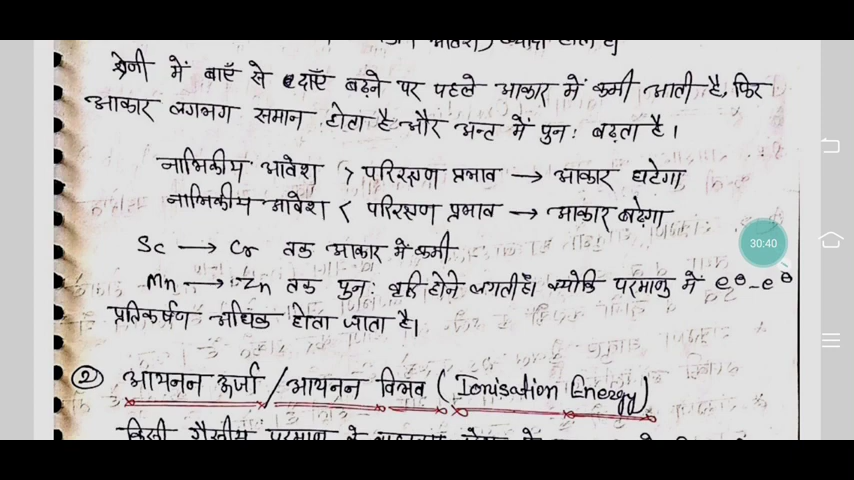 श्रेणी में बाएँ से दाएँ बढ़ने पर पहले आकार में कमी आती है, फिर
आकार लगभग समान होता है और अन्त में पुनः बढ़ता है।
नाभिकीय आवेश > परिरक्षण प्रभाव → आकार घटेगा
नाभिकीय आवेश < परिरक्षण प्रभाव → आकार बढ़ेगा
Sc → Cr तक आकार में कमी
30:40
Mn → Zn तक पुनः वृद्धि होने लगती है। क्योंकि परमाणु में e⊖-e⊖
प्रतिकर्षण अधिक होता जाता है।
② आयनन ऊर्जा / आयनन विभव (Ionisation Energy)